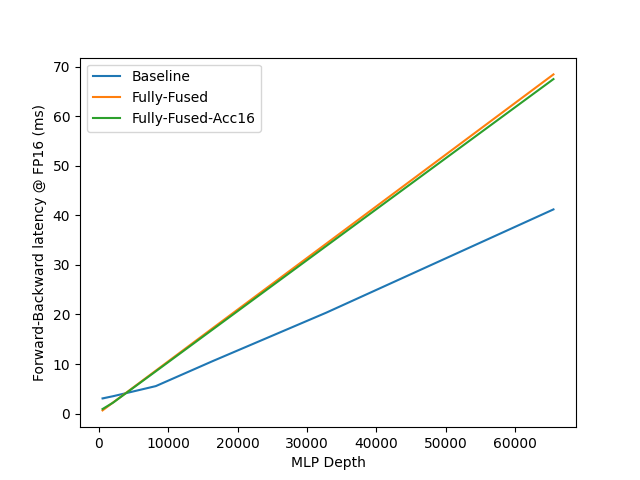 Baseline
Fully-Fused
Fully-Fused-Acc16
Forward-Backward latency @ FP16 (ms)
70
60
50
40
30
20
10
0
0 10000 20000 30000 40000 50000 60000
MLP Depth